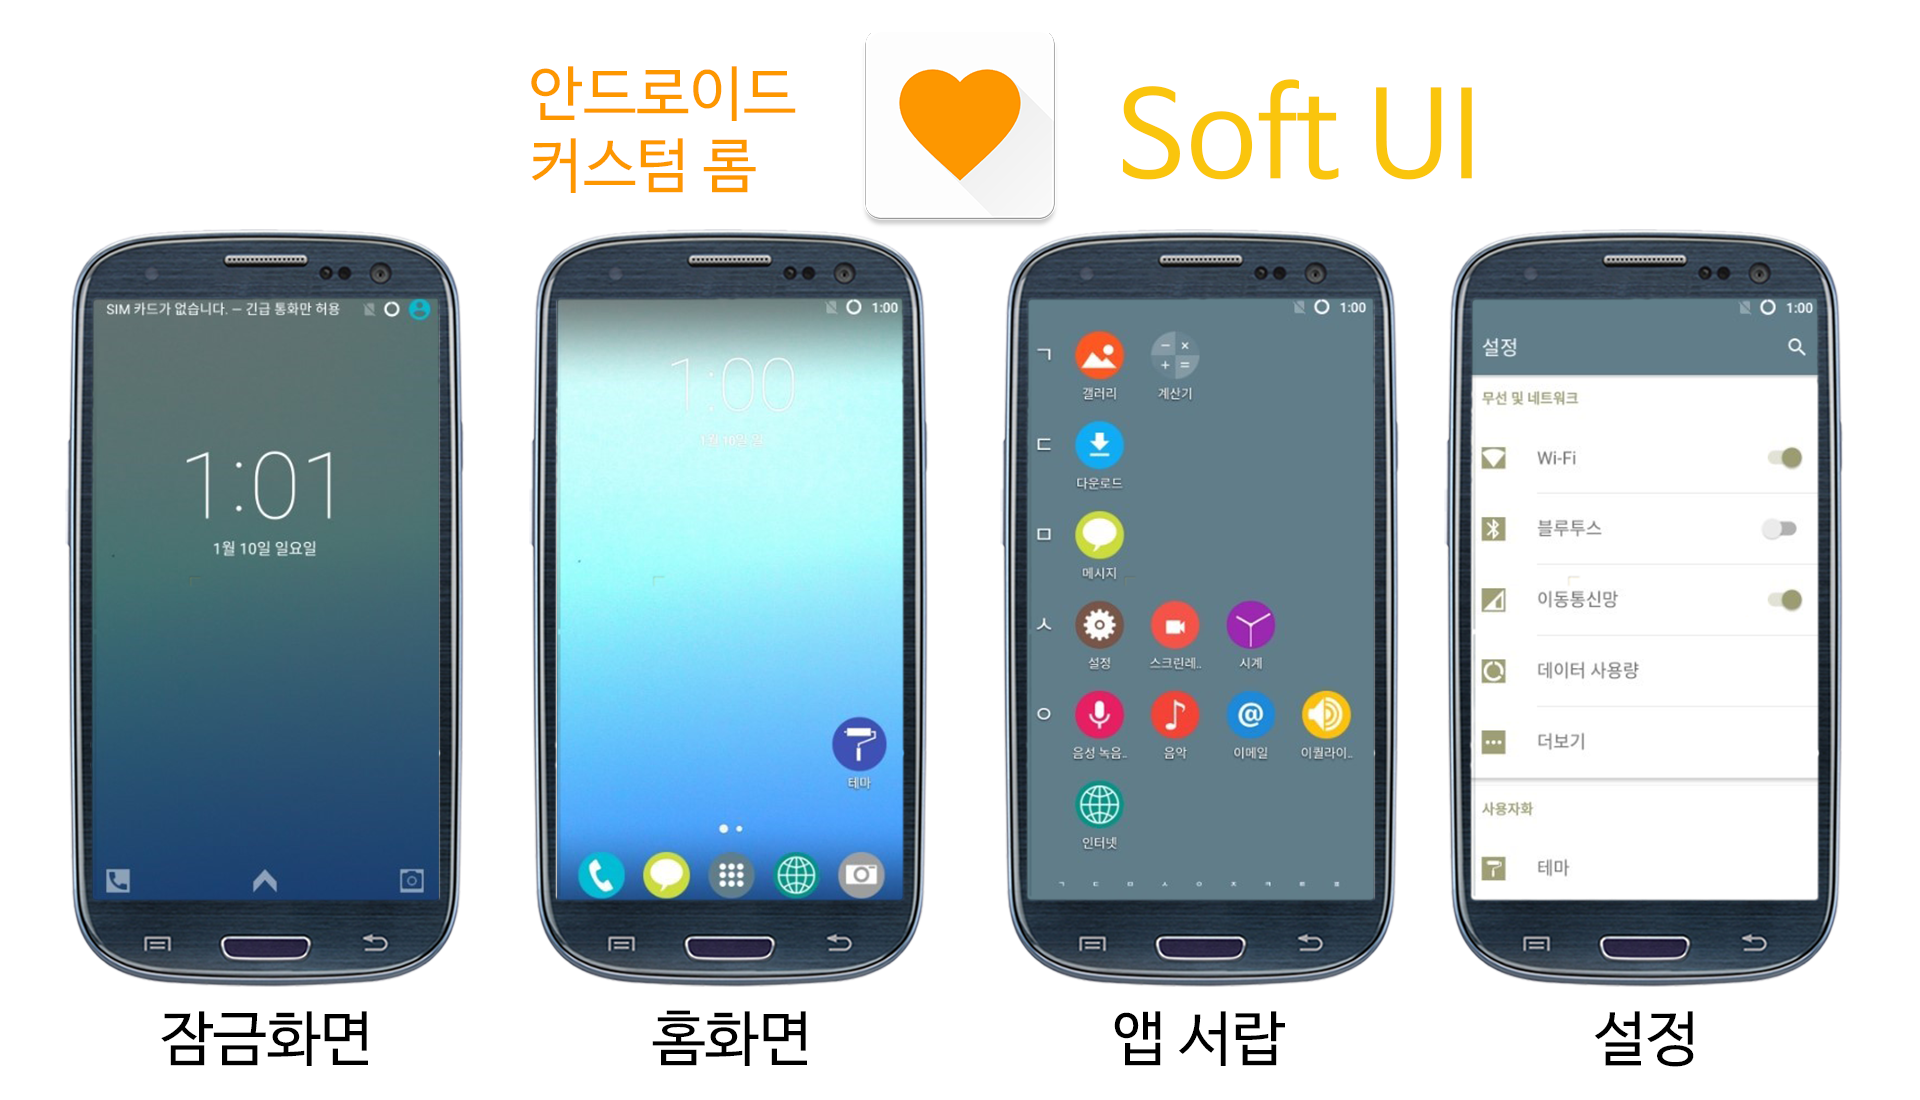 안드로이드
커스텀 롬
Soft UI
SIM 카드가 없습니다. – 긴급 통화만 허용
1:01
1월 10일 일요일
잠금화면
1:00
1:00
1월 10일 일
테마
홈화면
1:00
ㄱ
갤러리
계산기
ㄷ
다운로드
ㅁ
메시지
ㅅ
설정
스크린레..
시계
ㅇ
음성 녹음..
음악
이메일
이퀄라이..
인터넷
ㄱ ㄷ ㅁ ㅅ ㅇ ㅈ ㅋ ㅌ ㅍ
앱 서랍
1:00
설정
무선 및 네트워크
Wi-Fi
블루투스
이동통신망
데이터 사용량
더보기
사용자화
테마
설정